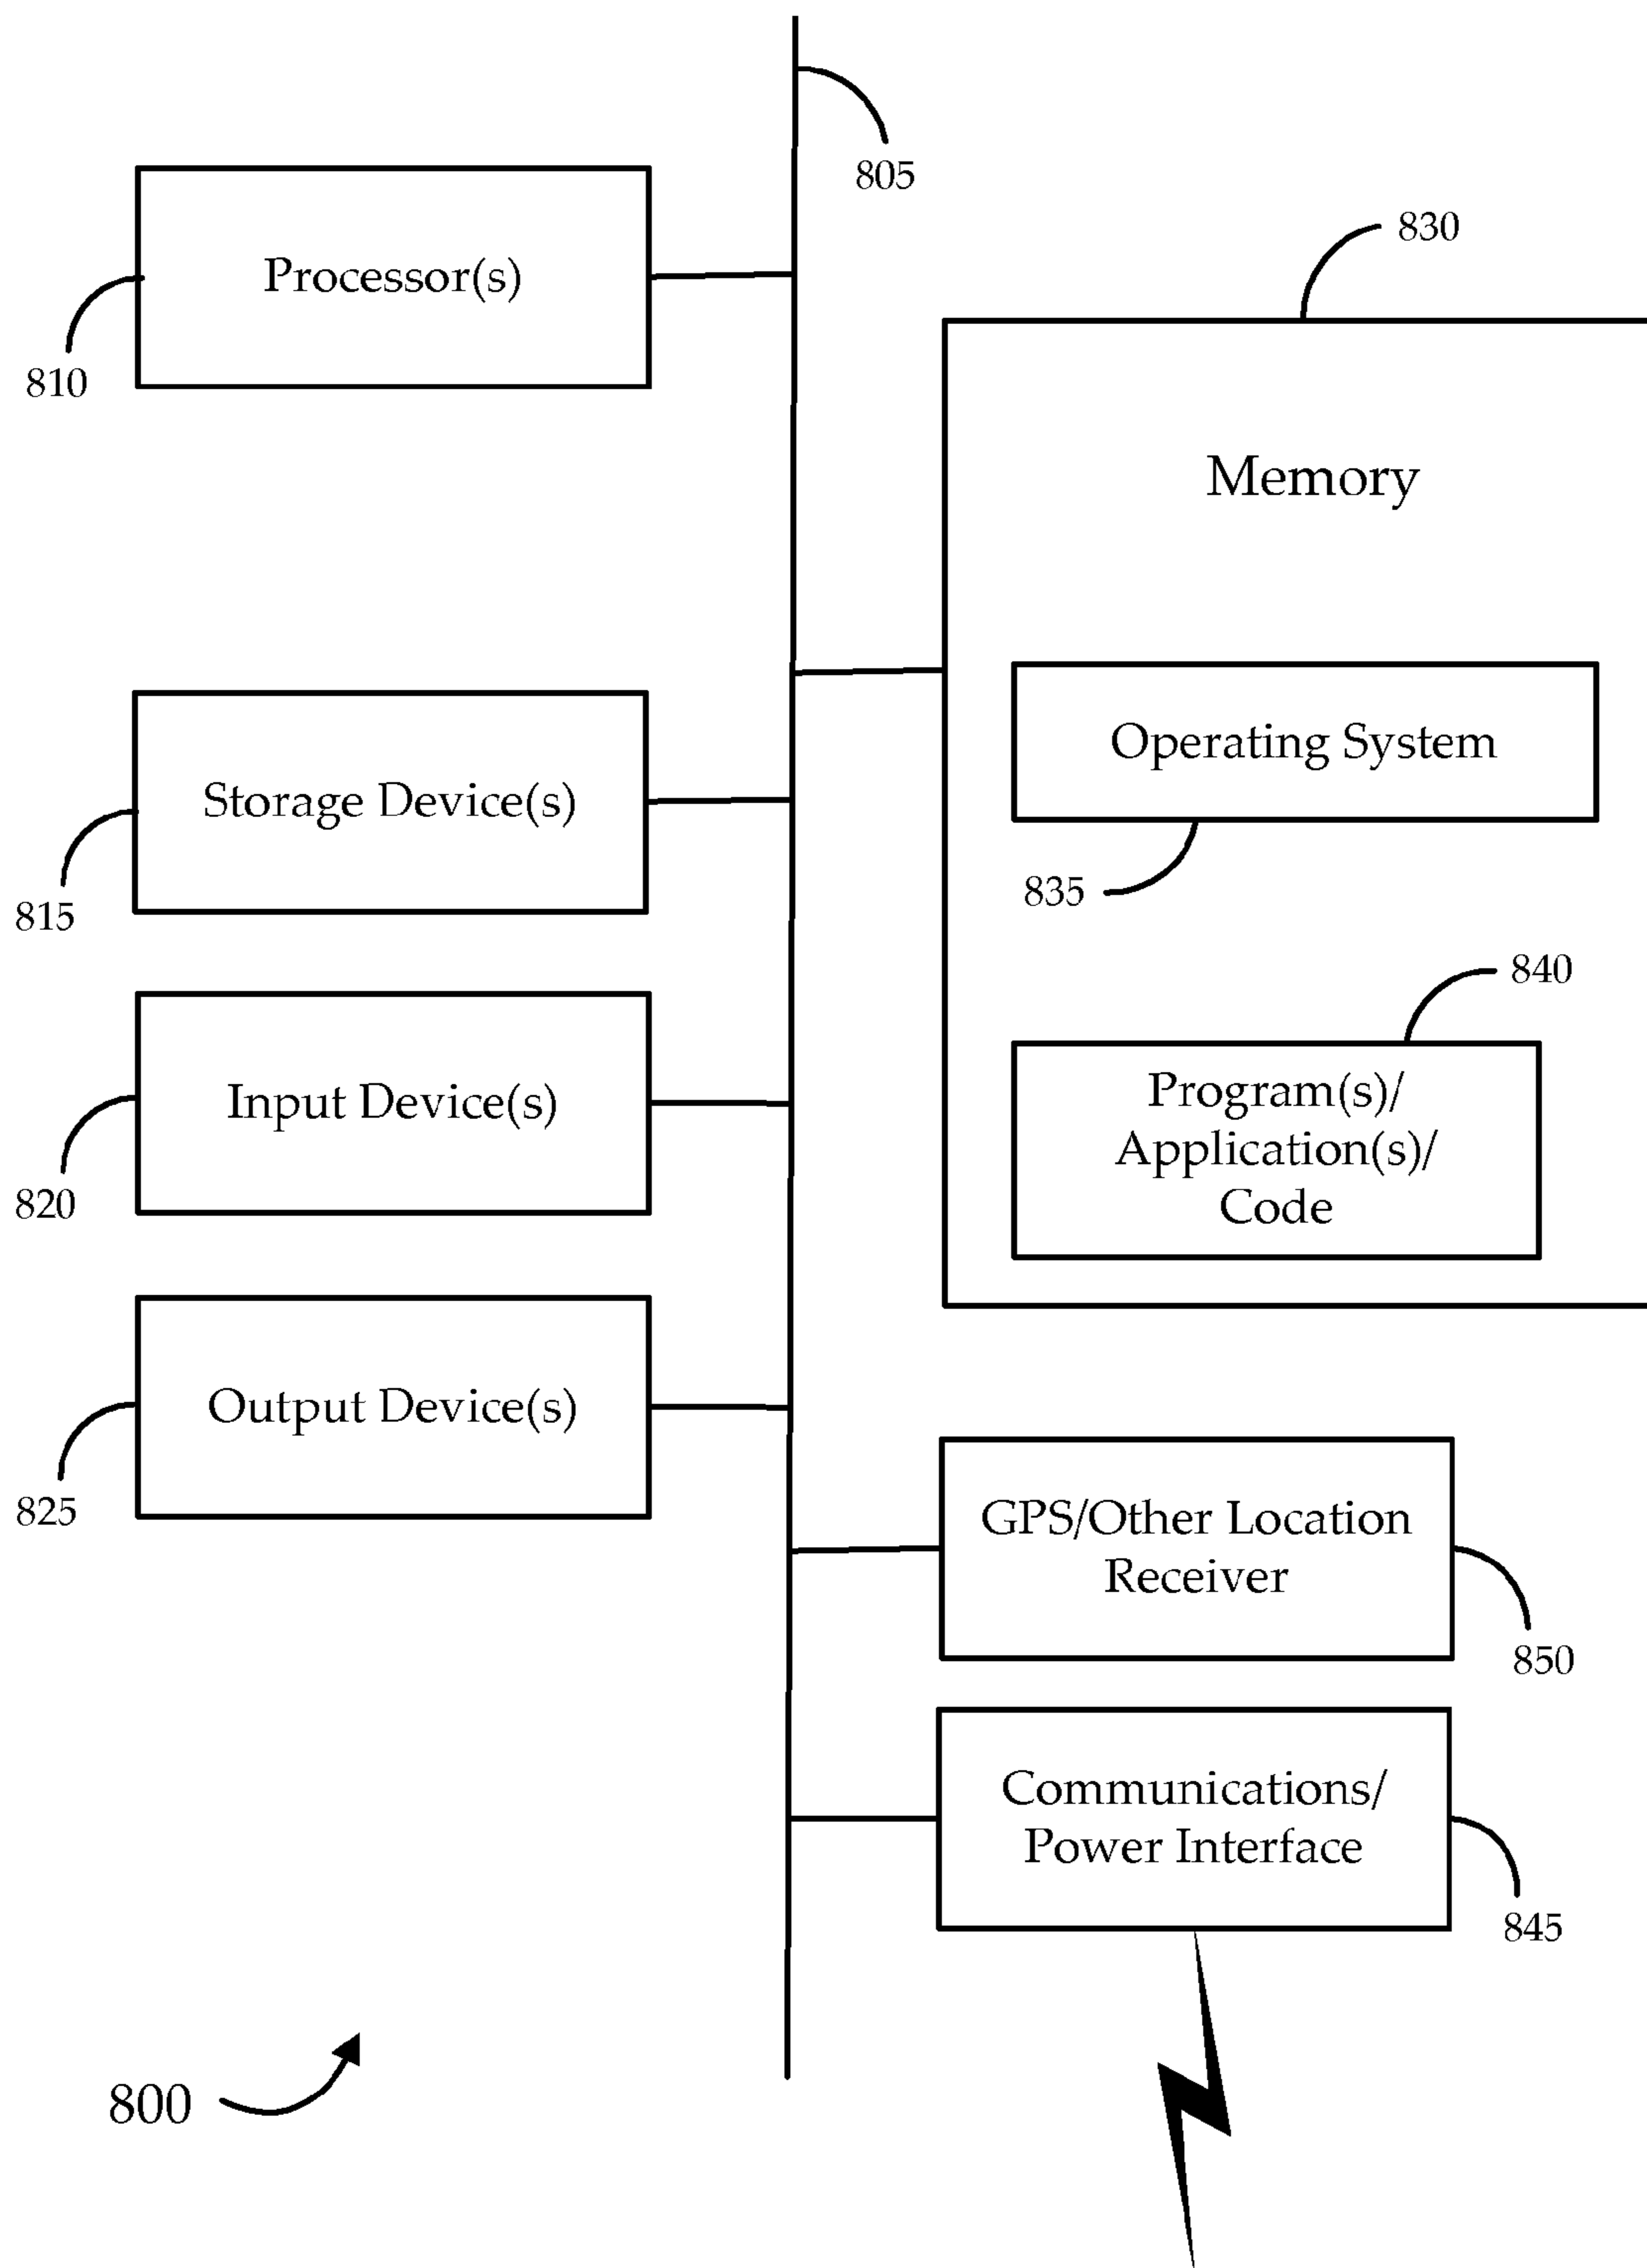 805
830
Processor(s)
810
Memory
Operating System
Storage Device(s)
835
815
840
Program(s)/
Application(s)/
Code
Input Device(s)
820
Output Device(s)
825
GPS/Other Location
Receiver
850
Communications/
Power Interface
845
800